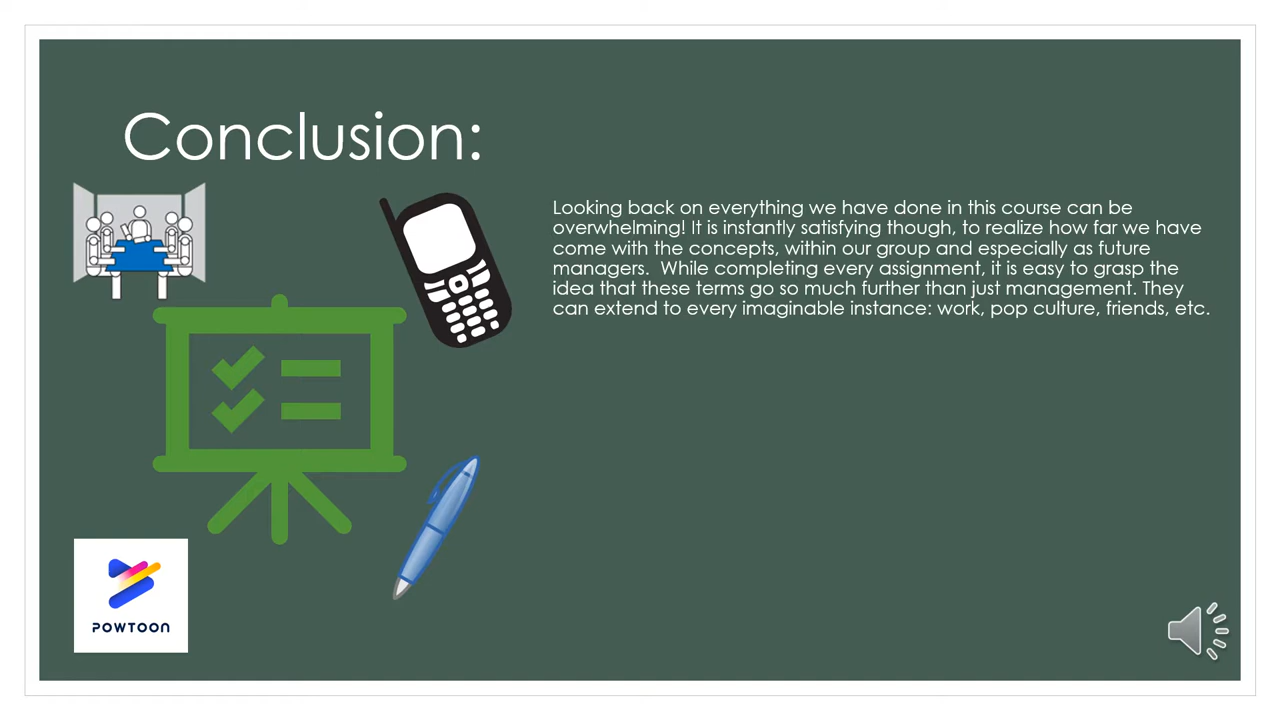 Conclusion:
Looking back on everything we have done in this course can be
overwhelming! It is instantly satisfying though, to realize how far we have
come with the concepts, within our group and especially as future
managers.  While completing every assignment, it is easy to grasp the
idea that these terms go so much further than just management. They
can extend to every imaginable instance: work, pop culture, friends, etc.
POWTOON